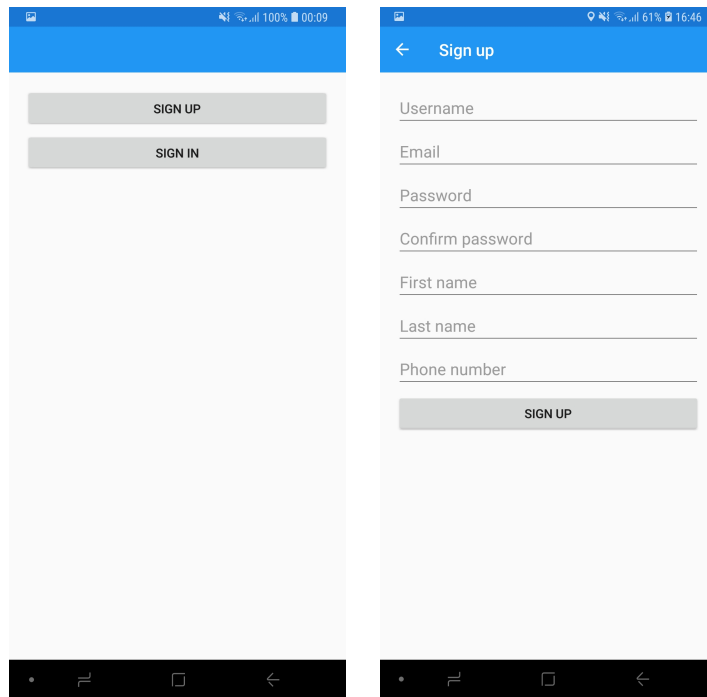 100% 00:09
SIGN UP
SIGN IN
61% 16:46
Sign up
Username
Email
Password
Confirm password
First name
Last name
Phone number
SIGN UP